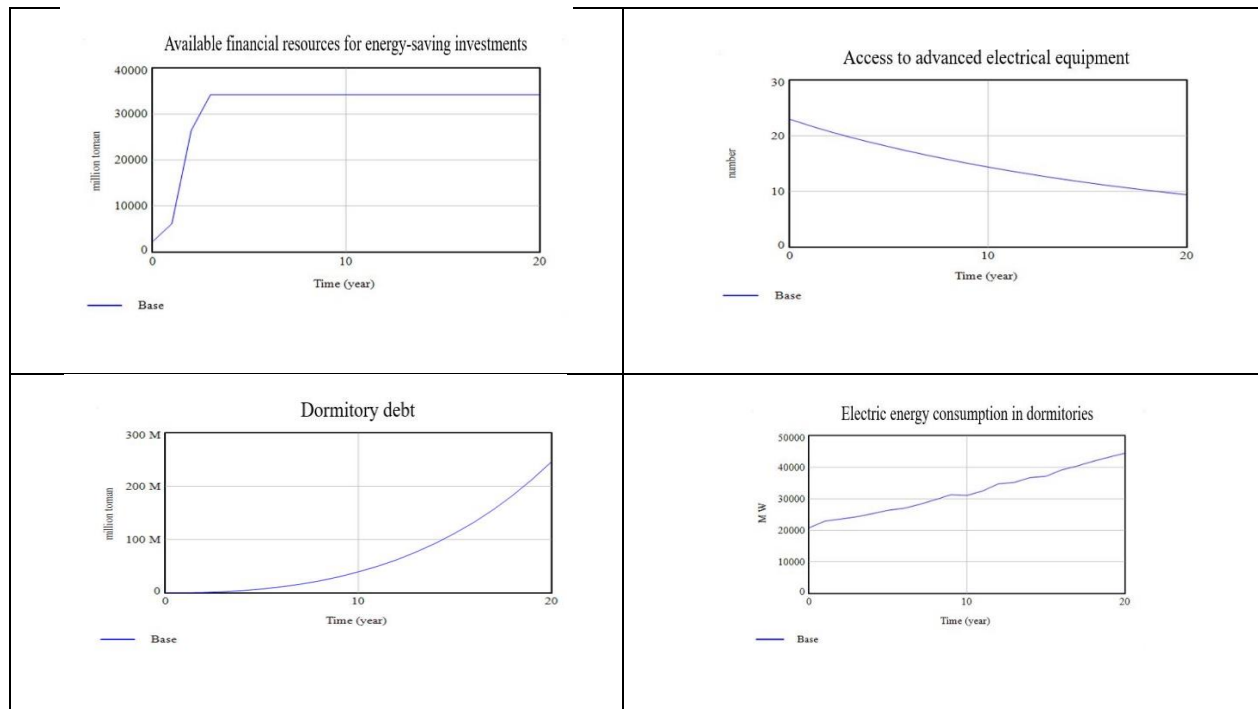 Available financial resources for energy-saving investments
40000
30000
20000
10000
0
million toman
0 10 20
Time (year)
Base
Access to advanced electrical equipment
30
20
10
0
number
0 10 20
Time (year)
Base
Dormitory debt
300 M
200 M
100 M
0
million toman
0 10 20
Time (year)
Base
Electric energy consumption in dormitories
50000
40000
30000
20000
10000
0
M W
0 10 20
Time (year)
Base